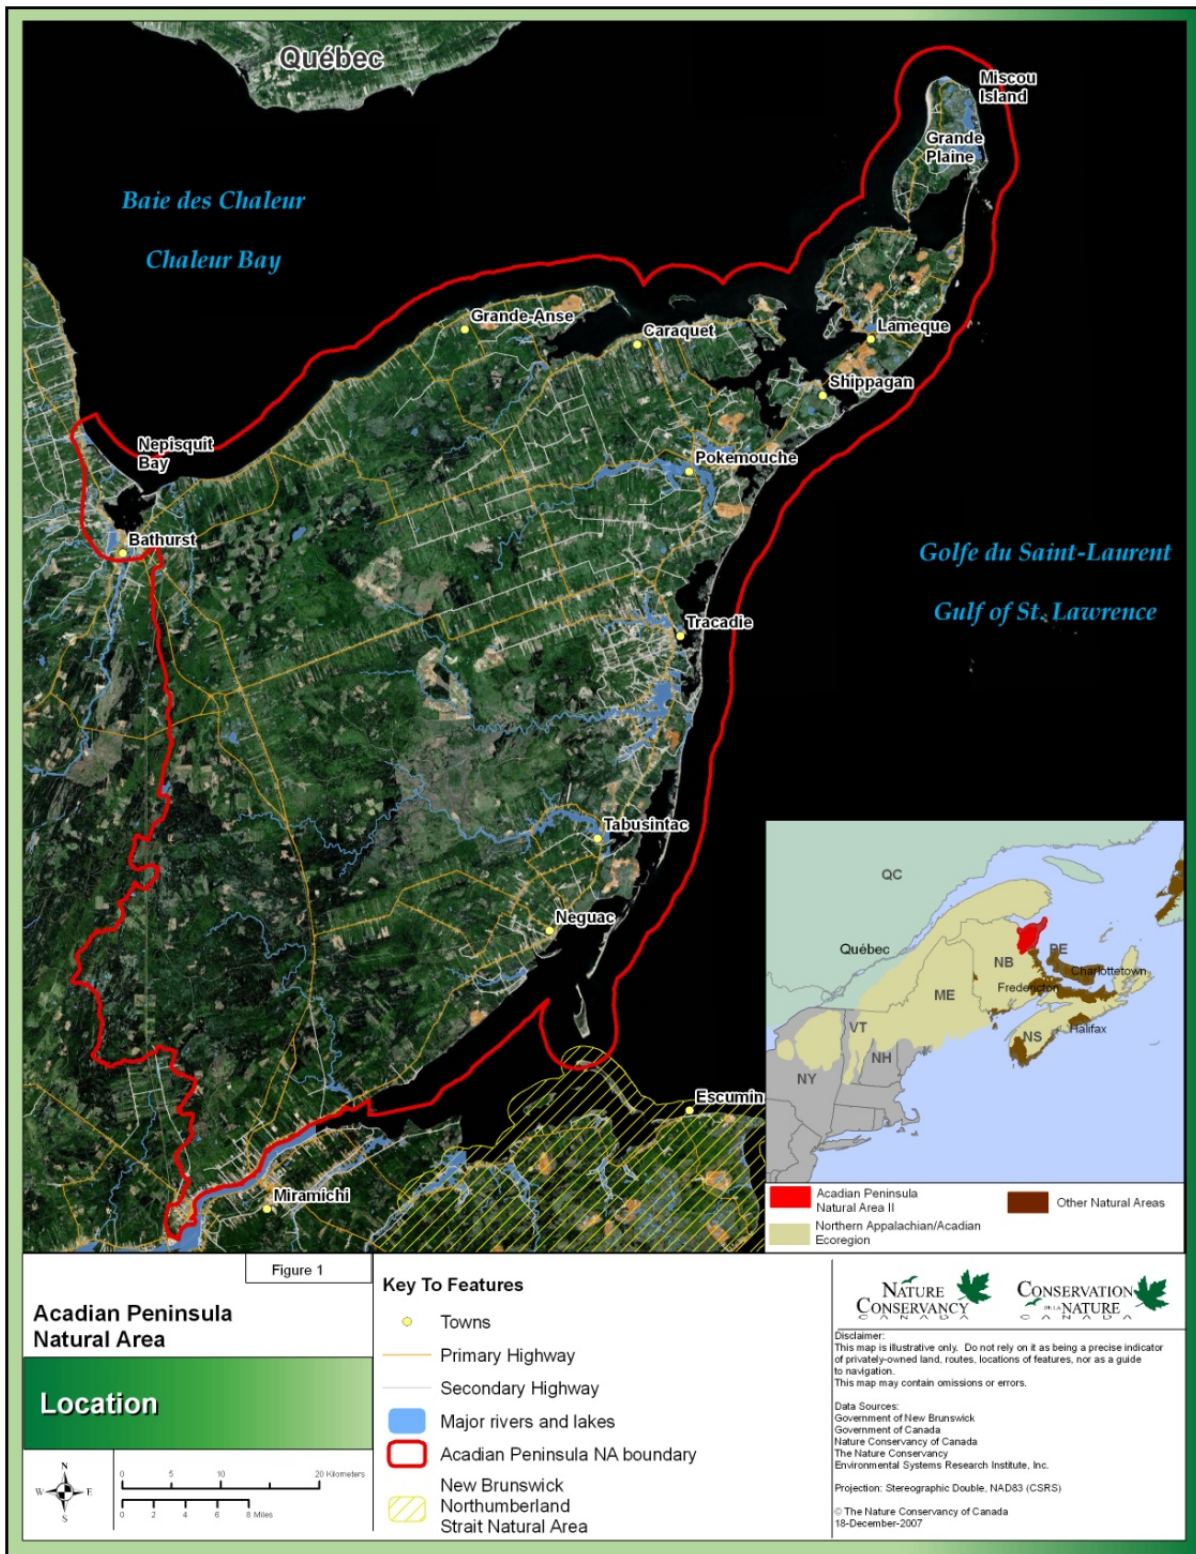 Québec
Miscou
Island
Grande
Plaine
Baie des Chaleur
Chaleur Bay
Grande-Anse
Caraquet
Lameque
Shippagan
Nepisquit
Bay
Pokemouche
Bathurst
Golfe du Saint-Laurent
Gulf of St. Lawrence
Tracadie
Tabusintac
Neguac
Escumin
Miramichi
QC
Québec
PE
NB
Charlottetown
Fredericton
ME
VT
NS
Halifax
NH
NY
Acadian Peninsula
Natural Area II
Other Natural Areas
Northern Appalachian/Acadian
Ecoregion
Figure 1
Acadian Peninsula
Natural Area
Location
N
W E
S
0 5 10 20 Kilometers
0 2 4 6 8 Miles
Key To Features
Towns
Primary Highway
Secondary Highway
Major rivers and lakes
Acadian Peninsula NA boundary
New Brunswick
Northumberland
Strait Natural Area
NATURE
CONSERVANCY
CANADA
CONSERVATION
DE LA NATURE
CANADA
Disclaimer:
This map is illustrative only. Do not rely on it as being a precise indicator
of privately-owned land, routes, locations of features, nor as a guide
to navigation.
This map may contain omissions or errors.
Data Sources:
Government of New Brunswick
Government of Canada
Nature Conservancy of Canada
The Nature Conservancy
Environmental Systems Research Institute, Inc.
Projection: Stereographic Double, NAD83 (CSRS)
© The Nature Conservancy of Canada
18-December-2007